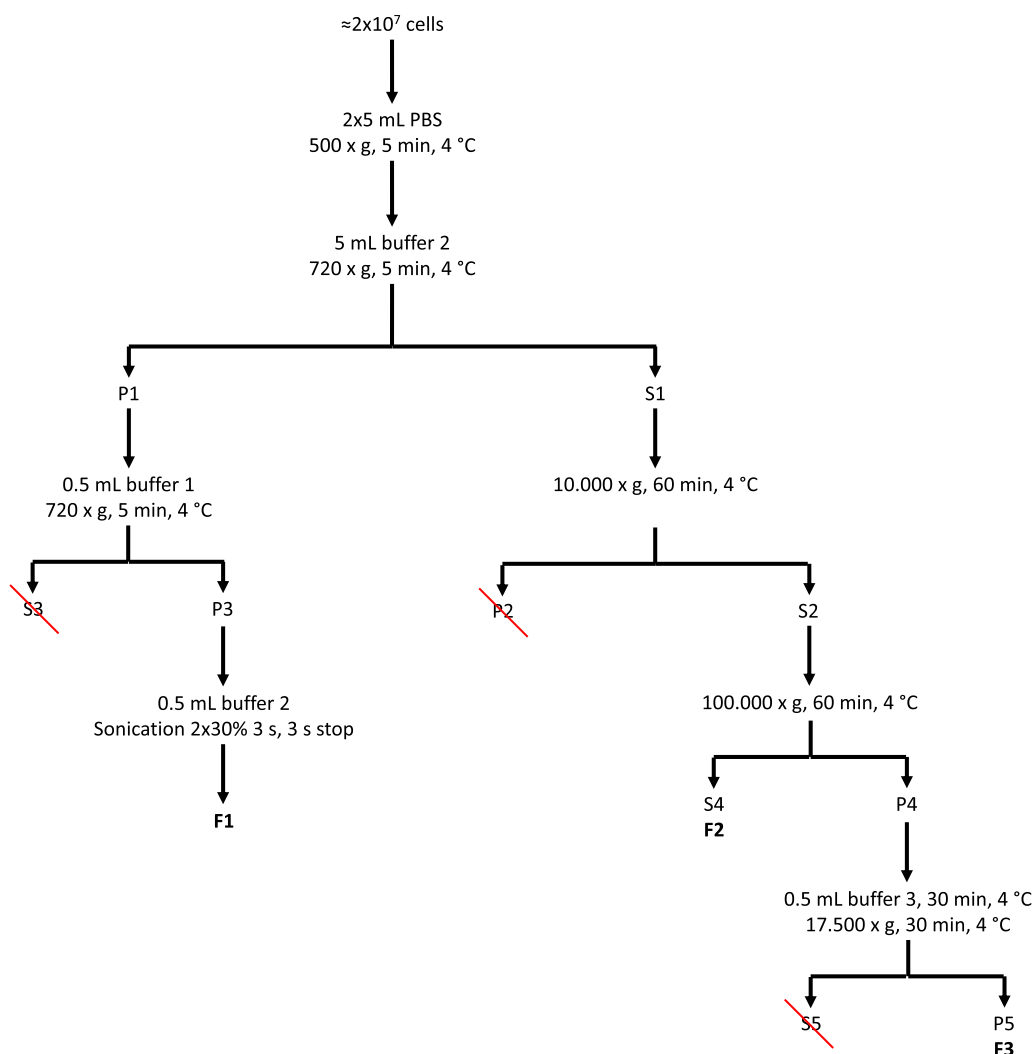 ≈2x10⁷ cells
2x5 mL PBS
500 x g, 5 min, 4 °C
5 mL buffer 2
720 x g, 5 min, 4 °C
P1
S1
0.5 mL buffer 1
720 x g, 5 min, 4 °C
10.000 x g, 60 min, 4 °C
S3
P3
P2
S2
0.5 mL buffer 2
Sonication 2x30% 3 s, 3 s stop
100.000 x g, 60 min, 4 °C
F1
S4
F2
P4
0.5 mL buffer 3, 30 min, 4 °C
17.500 x g, 30 min, 4 °C
S5
P5
F3